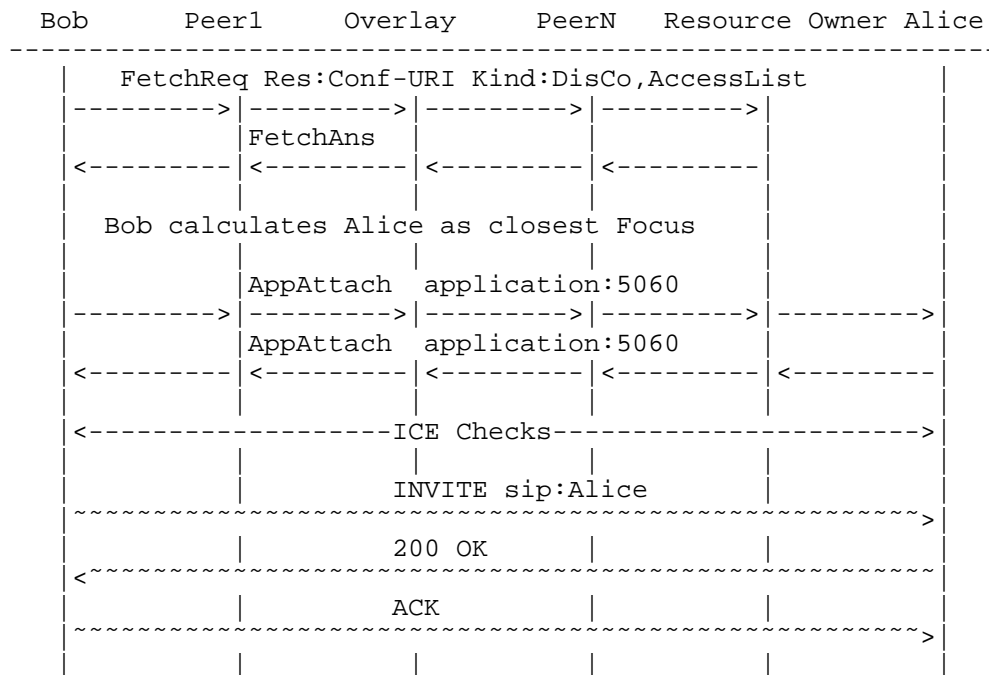 Bob Peer1 Overlay PeerN Resource Owner Alice
FetchReq Res:Conf-URI Kind:DisCo,AccessList
FetchAns
Bob calculates Alice as closest Focus
AppAttach application:5060
AppAttach application:5060
ICE Checks
INVITE sip:Alice
200 OK
ACK